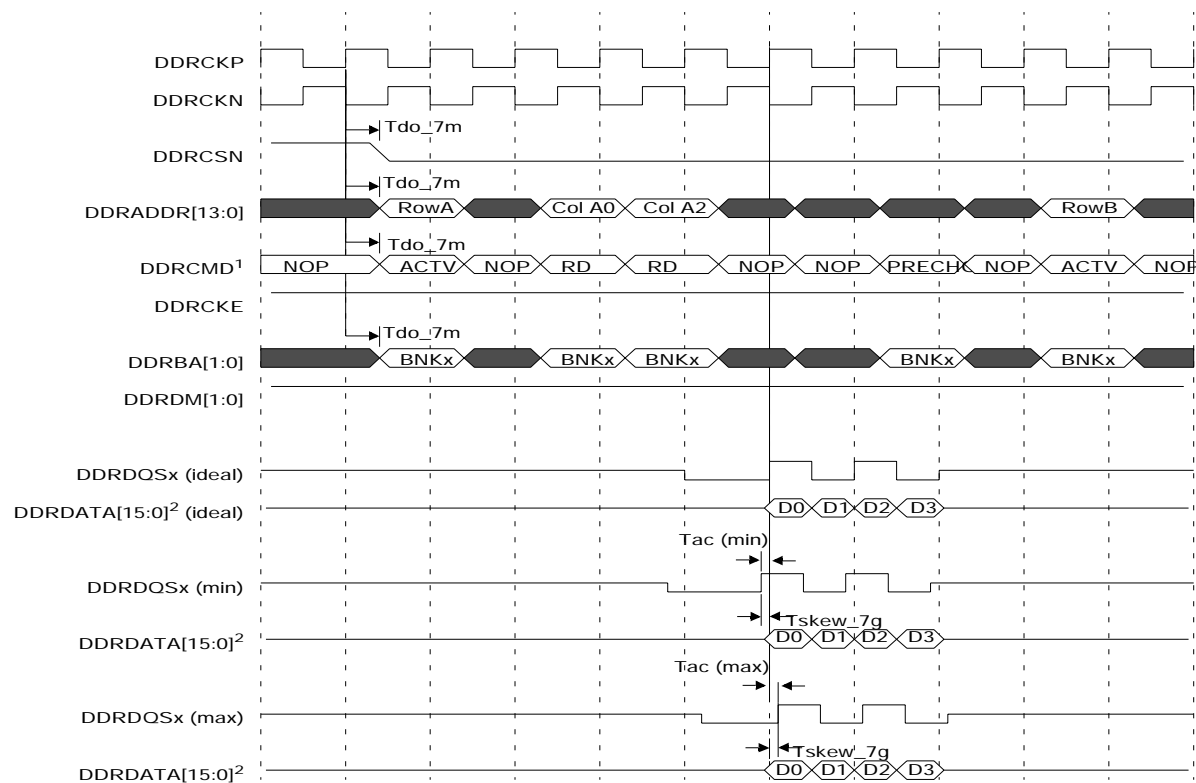 DDRCKP
DDRCKN
Tdo_7m
DDRCSN
Tdo_7m
DDRADDR[13:0] RowA Col A0 Col A2 RowB
Tdo_7m
DDRCMD¹ NOP ACTV NOP RD RD NOP NOP PRECHG NOP ACTV NOP
DDRCKE
Tdo_7m
DDRBA[1:0] BNKx BNKx BNKx BNKx BNKx
DDRDM[1:0]
DDRDQSx (ideal)
DDRDATA[15:0]² (ideal) D0 D1 D2 D3
Tac (min)
DDRDQSx (min)
Tskew_7g
DDRDATA[15:0]² D0 D1 D2 D3
Tac (max)
DDRDQSx (max)
Tskew_7g
DDRDATA[15:0]² D0 D1 D2 D3